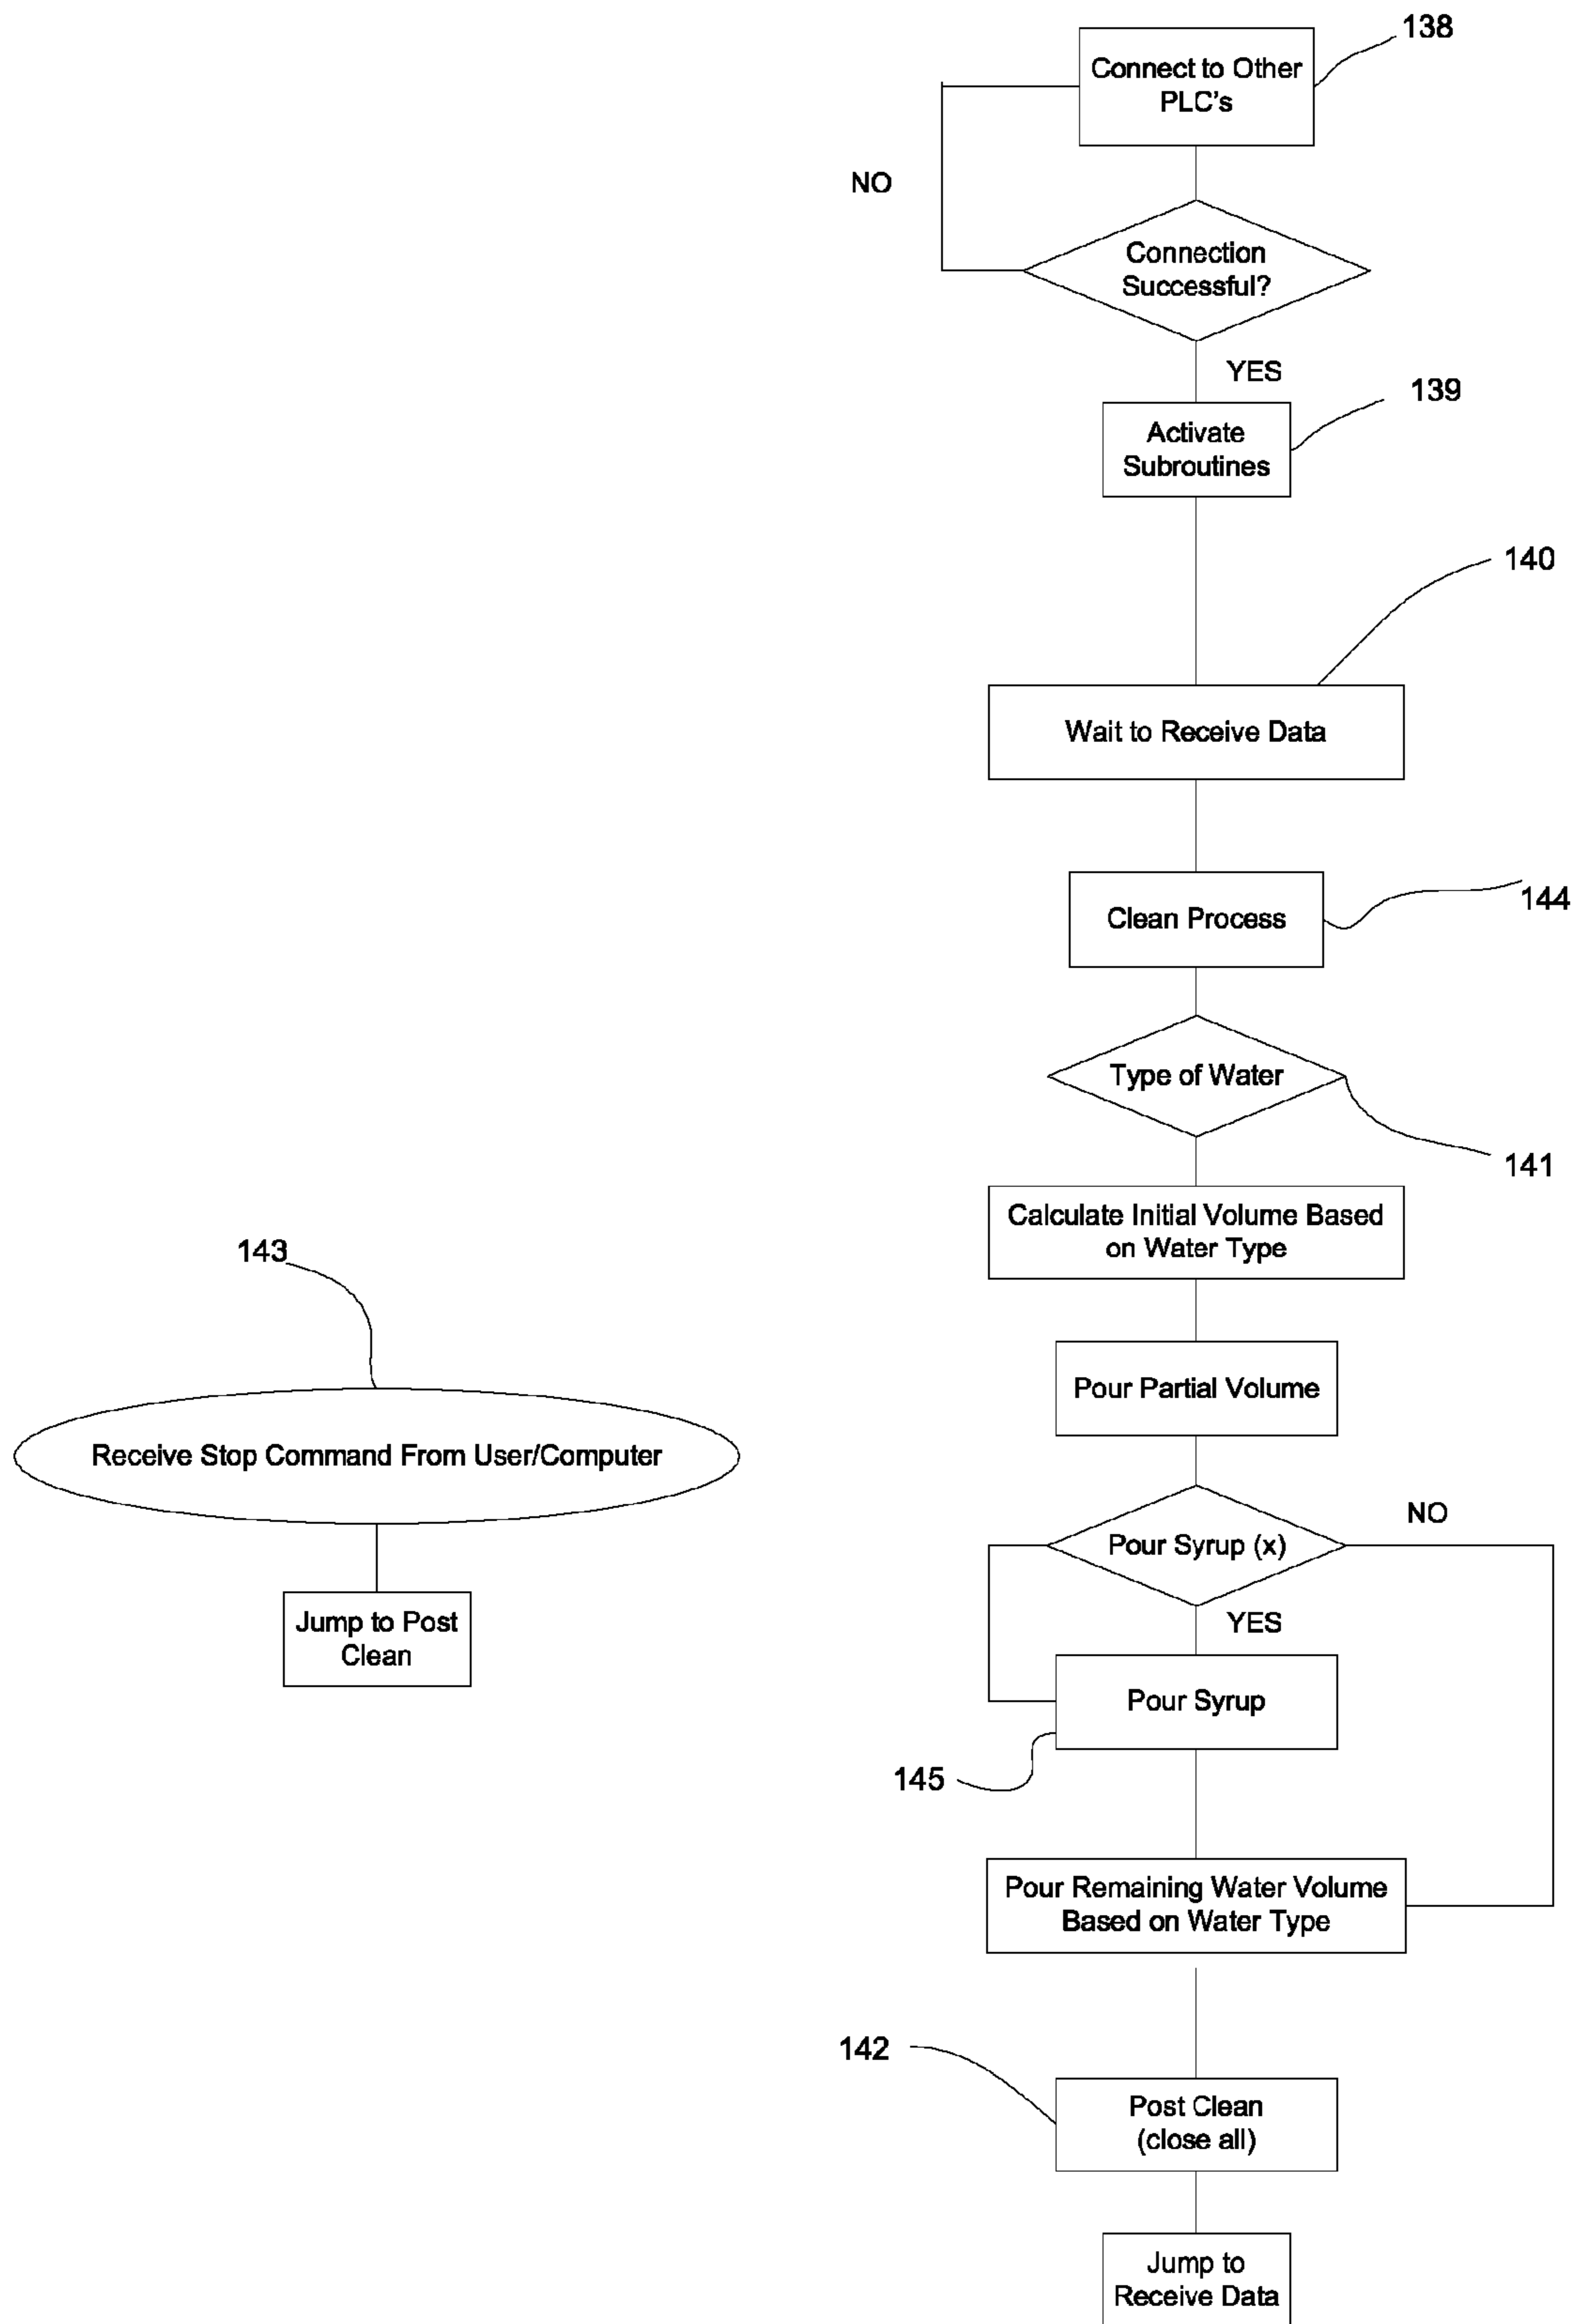 138
Connect to Other
PLC's
NO
Connection
Successful?
YES
139
Activate
Subroutines
140
Wait to Receive Data
144
Clean Process
Type of Water
141
Calculate Initial Volume Based
on Water Type
143
Pour Partial Volume
Receive Stop Command From User/Computer
NO
Pour Syrup (x)
YES
Jump to Post
Clean
Pour Syrup
145
Pour Remaining Water Volume
Based on Water Type
142
Post Clean
(close all)
Jump to
Receive Data